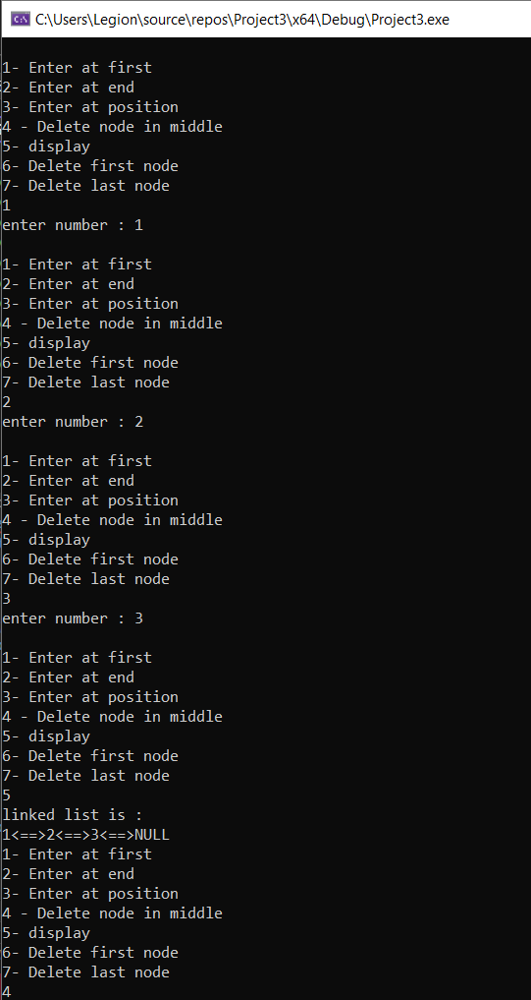 C:\Users\Legion\source\repos\Project3\x64\Debug\Project3.exe
1- Enter at first
2- Enter at end
3- Enter at position
4 - Delete node in middle
5- display
6- Delete first node
7- Delete last node
1
enter number : 1
1- Enter at first
2- Enter at end
3- Enter at position
4 - Delete node in middle
5- display
6- Delete first node
7- Delete last node
2
enter number : 2
1- Enter at first
2- Enter at end
3- Enter at position
4 - Delete node in middle
5- display
6- Delete first node
7- Delete last node
3
enter number : 3
1- Enter at first
2- Enter at end
3- Enter at position
4 - Delete node in middle
5- display
6- Delete first node
7- Delete last node
5
linked list is :
1<==>2<==>3<==>NULL
1- Enter at first
2- Enter at end
3- Enter at position
4 - Delete node in middle
5- display
6- Delete first node
7- Delete last node
4